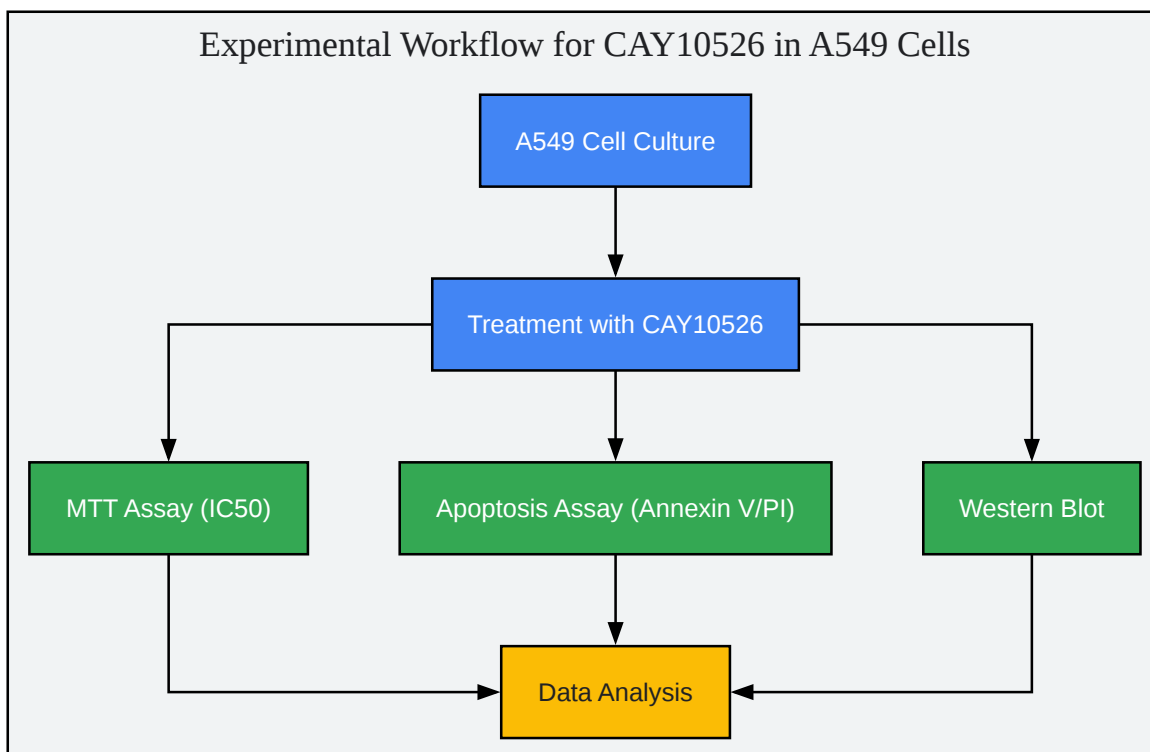 Experimental Workflow for CAY10526 in A549 Cells
A549 Cell Culture
Treatment with CAY10526
MTT Assay (IC50)
Apoptosis Assay (Annexin V/PI)
Western Blot
Data Analysis